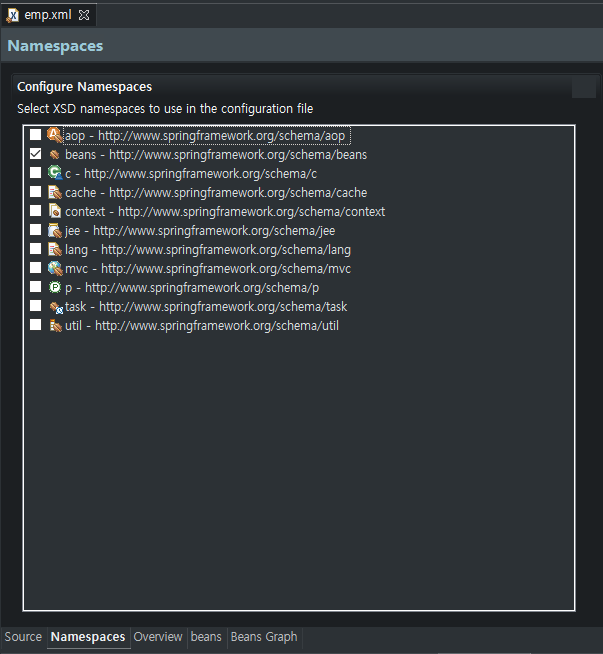 emp.xml
Namespaces
Configure Namespaces
Select XSD namespaces to use in the configuration file
aop - http://www.springframework.org/schema/aop
beans - http://www.springframework.org/schema/beans
c - http://www.springframework.org/schema/c
cache - http://www.springframework.org/schema/cache
context - http://www.springframework.org/schema/context
jee - http://www.springframework.org/schema/jee
lang - http://www.springframework.org/schema/lang
mvc - http://www.springframework.org/schema/mvc
p - http://www.springframework.org/schema/p
task - http://www.springframework.org/schema/task
util - http://www.springframework.org/schema/util
Source Namespaces Overview beans Beans Graph